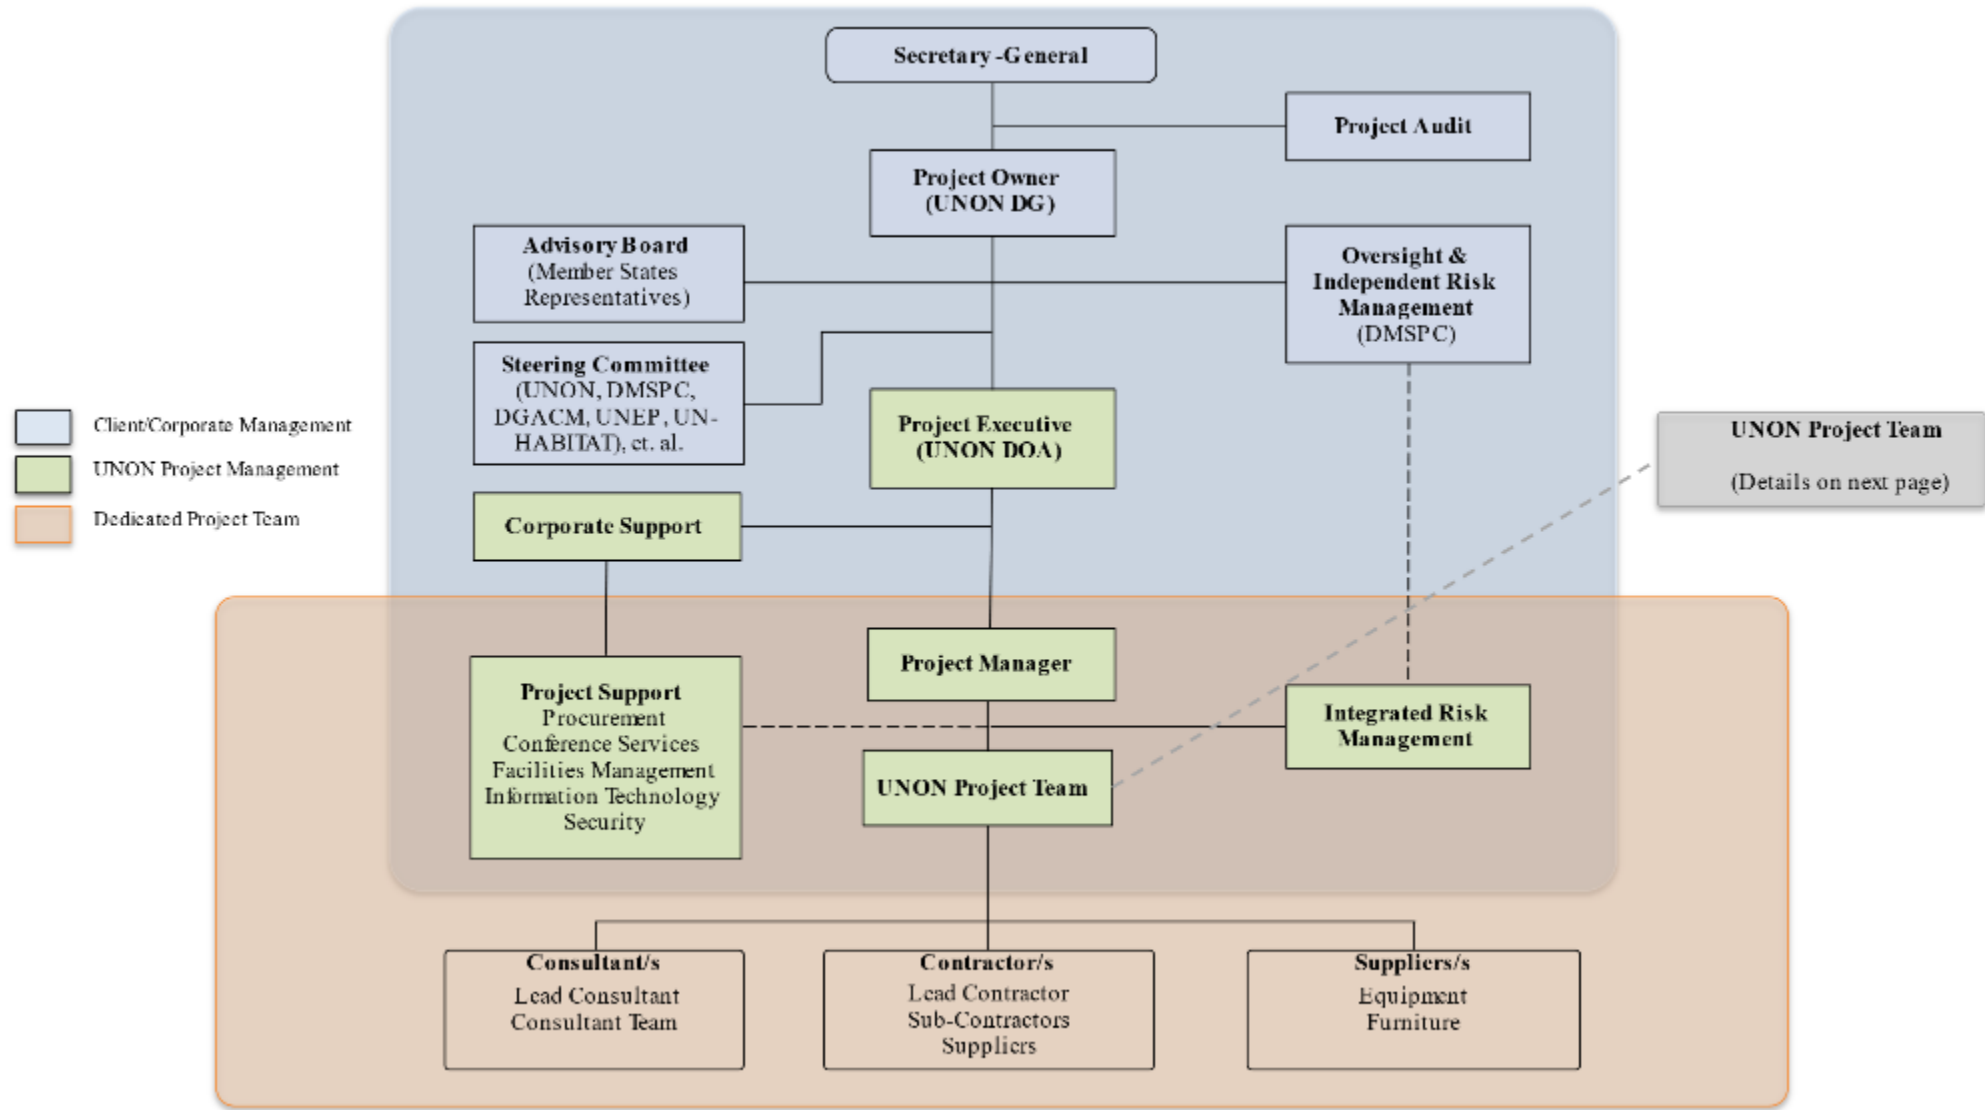 Secretary -General
Project Audit
Project Owner
(UNON DG)
Advisory Board
(Member States
Representatives)
Oversight &
Independent Risk
Management
(DMSPC)
Steering Committee
(UNON, DMSPC,
DGACM, UNEP, UN-
HABITAT), ct. al.
Project Executive
(UNON DOA)
Client/Corporate Management
UNON Project Management
Dedicated Project Team
UNON Project Team
(Details on next page)
Corporate Support
Project Manager
Project Support
Procurement
Conference Services
Facilities Management
Information Technology
Security
Integrated Risk
Management
UNON Project Team
Consultant/s
Lead Consultant
Consultant Team
Contractor/s
Lead Contractor
Sub-Contractors
Suppliers
Suppliers/s
Equipment
Furniture